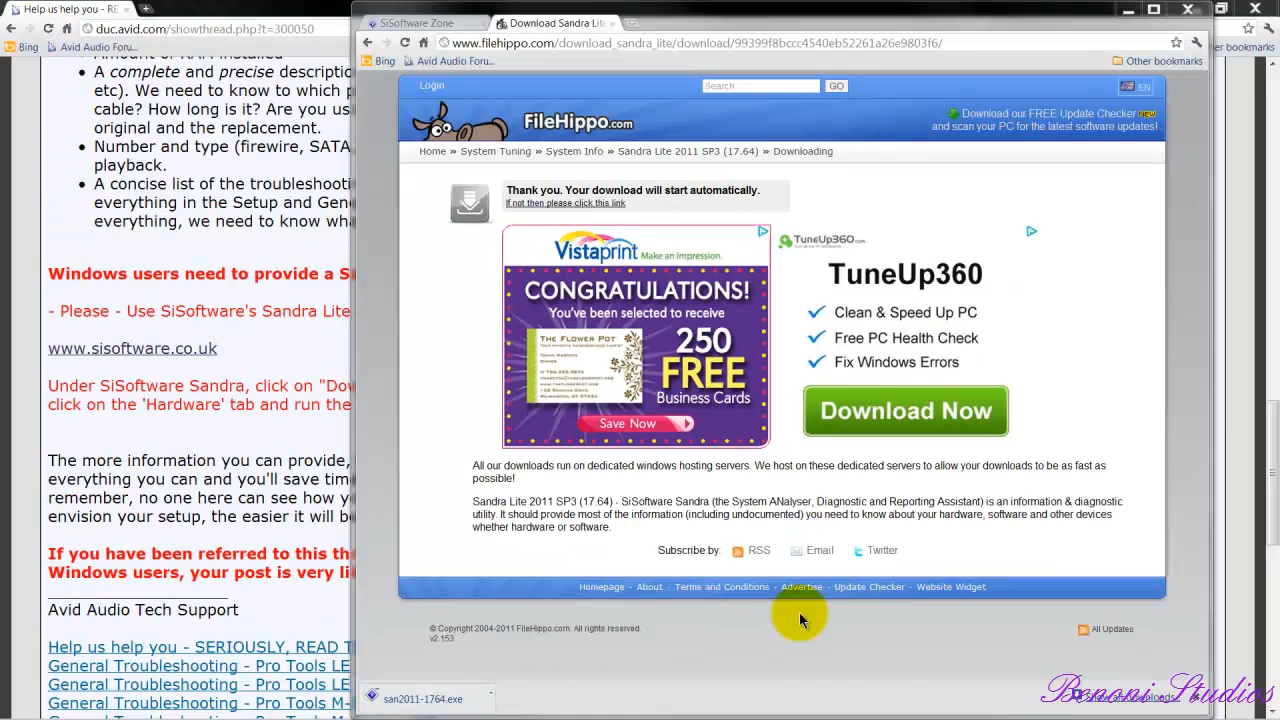 Help us help you - RE
duc.avid.com/showthread.php?t=300050
Bing
Avid Audio Foru...
A complete and precise descriptio
etc). We need to know to which p
cable? How long is it? Are you us
original and the replacement.
Number and type (firewire, SATA
playback.
A concise list of the troubleshooti
everything in the Setup and Gen
everything, we need to know wha
Windows users need to provide a S
- Please - Use SiSoftware's Sandra Lite
www.sisoftware.co.uk
Under SiSoftware Sandra, click on "Dov
click on the 'Hardware' tab and run the
The more information you can provide,
everything you can and you'll save tim
remember, no one here can see how y
envision your setup, the easier it will b
If you have been referred to this th
Windows users, your post is very li
Avid Audio Tech Support
Help us help you - SERIOUSLY, READ T
General Troubleshooting - Pro Tools LE
General Troubleshooting - Pro Tools LE
General Troubleshooting - Pro Tools M-
SiSoftware Zone
Download Sandra Lite
www.filehippo.com/download_sandra_lite/download/99399f8bccc4540eb52261a26e9803f6/
Bing
Avid Audio Foru...
Other bookmarks
er bookmarks
Login
Search
GO
EN
FileHippo.com
Download our FREE Update Checker NEW
and scan your PC for the latest software updates!
Home » System Tuning » System Info » Sandra Lite 2011 SP3 (17.64) » Downloading
Thank you. Your download will start automatically.
If not then please click this link
Vistaprint Make an impression.
CONGRATULATIONS!
You've been selected to receive
THE FLOWER POT
250
FREE
Business Cards
Save Now
TuneUp360.com
TuneUp360
Clean & Speed Up PC
Free PC Health Check
Fix Windows Errors
Download Now
All our downloads run on dedicated windows hosting servers. We host on these dedicated servers to allow your downloads to be as fast as
possible!
Sandra Lite 2011 SP3 (17.64) - SiSoftware Sandra (the System ANalyser, Diagnostic and Reporting Assistant) is an information & diagnostic
utility. It should provide most of the information (including undocumented) you need to know about your hardware, software and other devices
whether hardware or software.
Subscribe by: RSS Email Twitter
Homepage - About - Terms and Conditions - Advertise - Update Checker - Website Widget
© Copyright 2004-2011 FileHippo.com. All rights reserved.
v2.153
All Updates
san2011-1764.exe
Benoni Studios